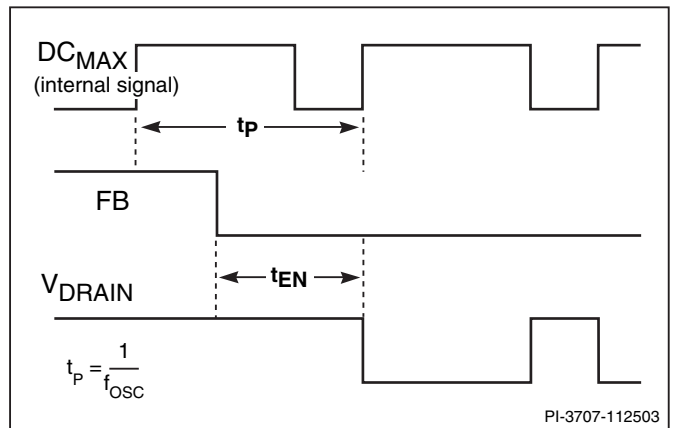 DCMAX
(internal signal)
tP
FB
tEN
VDRAIN
tP = 1/fOSC
PI-3707-112503